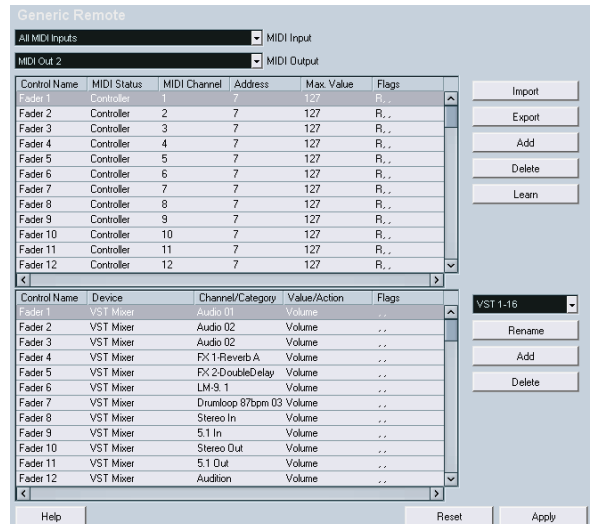 Generic Remote
All MIDI Inputs MIDI Input
MIDI Out 2 MIDI Output
Control Name MIDI Status MIDI Channel Address Max. Value Flags
Fader 1 Controller 1 7 127 R, ,
Fader 2 Controller 2 7 127 R, ,
Fader 3 Controller 3 7 127 R, ,
Fader 4 Controller 4 7 127 R, ,
Fader 5 Controller 5 7 127 R, ,
Fader 6 Controller 6 7 127 R, ,
Fader 7 Controller 7 7 127 R, ,
Fader 8 Controller 8 7 127 R, ,
Fader 9 Controller 9 7 127 R, ,
Fader 10 Controller 10 7 127 R, ,
Fader 11 Controller 11 7 127 R, ,
Fader 12 Controller 12 7 127 R, ,
Import
Export
Add
Delete
Learn
Control Name Device Channel/Category Value/Action Flags
Fader 1 VST Mixer Audio 01 Volume , ,
Fader 2 VST Mixer Audio 02 Volume , ,
Fader 3 VST Mixer Audio 02 Volume , ,
Fader 4 VST Mixer FX 1-Reverb A Volume , ,
Fader 5 VST Mixer FX 2-DoubleDelay Volume , ,
Fader 6 VST Mixer LM-9. 1 Volume , ,
Fader 7 VST Mixer Drumloop 87bpm 03 Volume , ,
Fader 8 VST Mixer Stereo In Volume , ,
Fader 9 VST Mixer 5.1 In Volume , ,
Fader 10 VST Mixer Stereo Out Volume , ,
Fader 11 VST Mixer 5.1 Out Volume , ,
Fader 12 VST Mixer Audition Volume , ,
VST 1-16
Rename
Add
Delete
Help Reset Apply